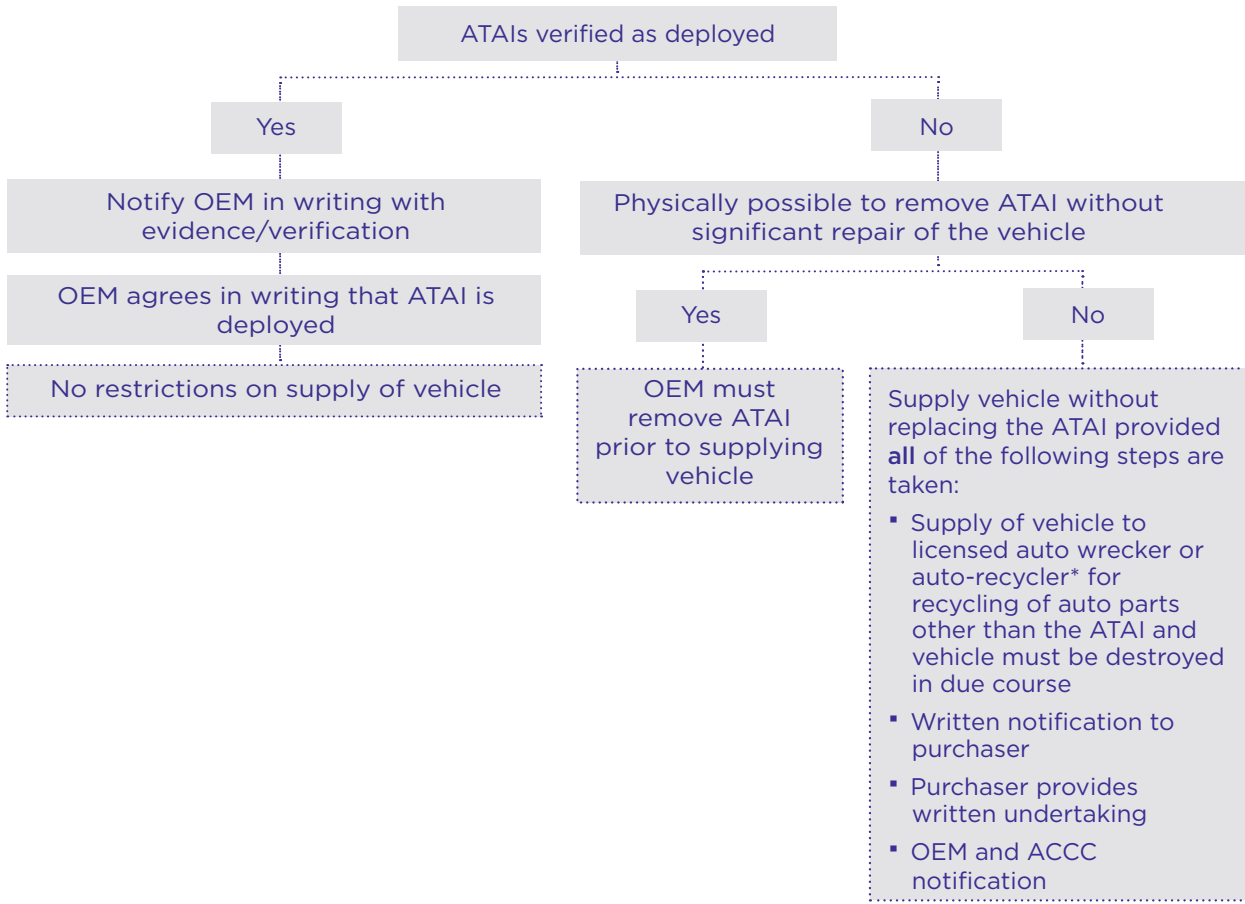 ATAIs verified as deployed
Yes
No
Notify OEM in writing with
evidence/verification
Physically possible to remove ATAI without
significant repair of the vehicle
OEM agrees in writing that ATAI is
deployed
Yes
No
No restrictions on supply of vehicle
OEM must
remove ATAI
prior to supplying
vehicle
Supply vehicle without
replacing the ATAI provided
all of the following steps are
taken:
▪ Supply of vehicle to
licensed auto wrecker or
auto-recycler* for
recycling of auto parts
other than the ATAI and
vehicle must be destroyed
in due course
▪ Written notification to
purchaser
▪ Purchaser provides
written undertaking
▪ OEM and ACCC
notification